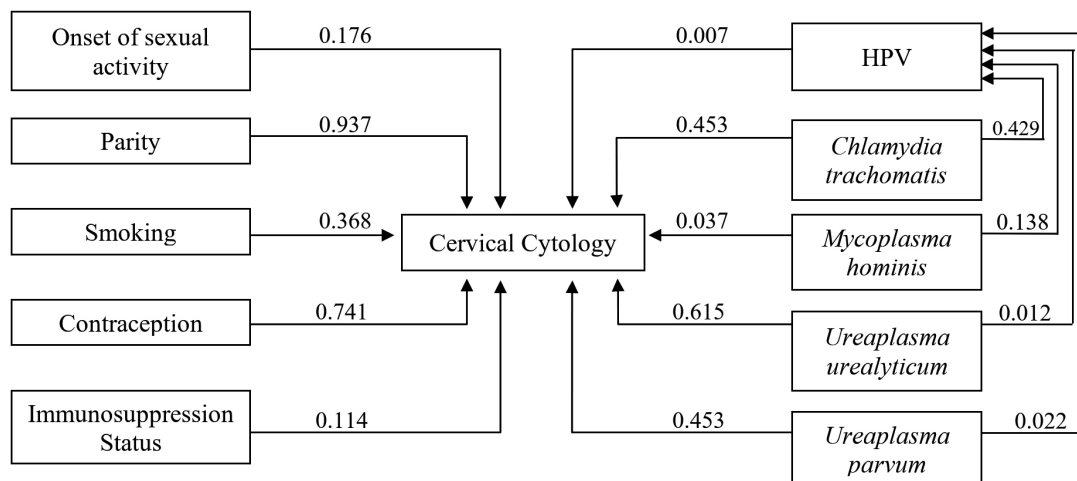 Onset of sexual
activity
0.176
Parity
0.937
Smoking
0.368
Contraception
0.741
Immunosuppression
Status
0.114
Cervical Cytology
0.007
HPV
0.453
Chlamydia
trachomatis
0.429
0.037
Mycoplasma
hominis
0.138
0.615
Ureaplasma
urealyticum
0.012
0.453
Ureaplasma
parvum
0.022